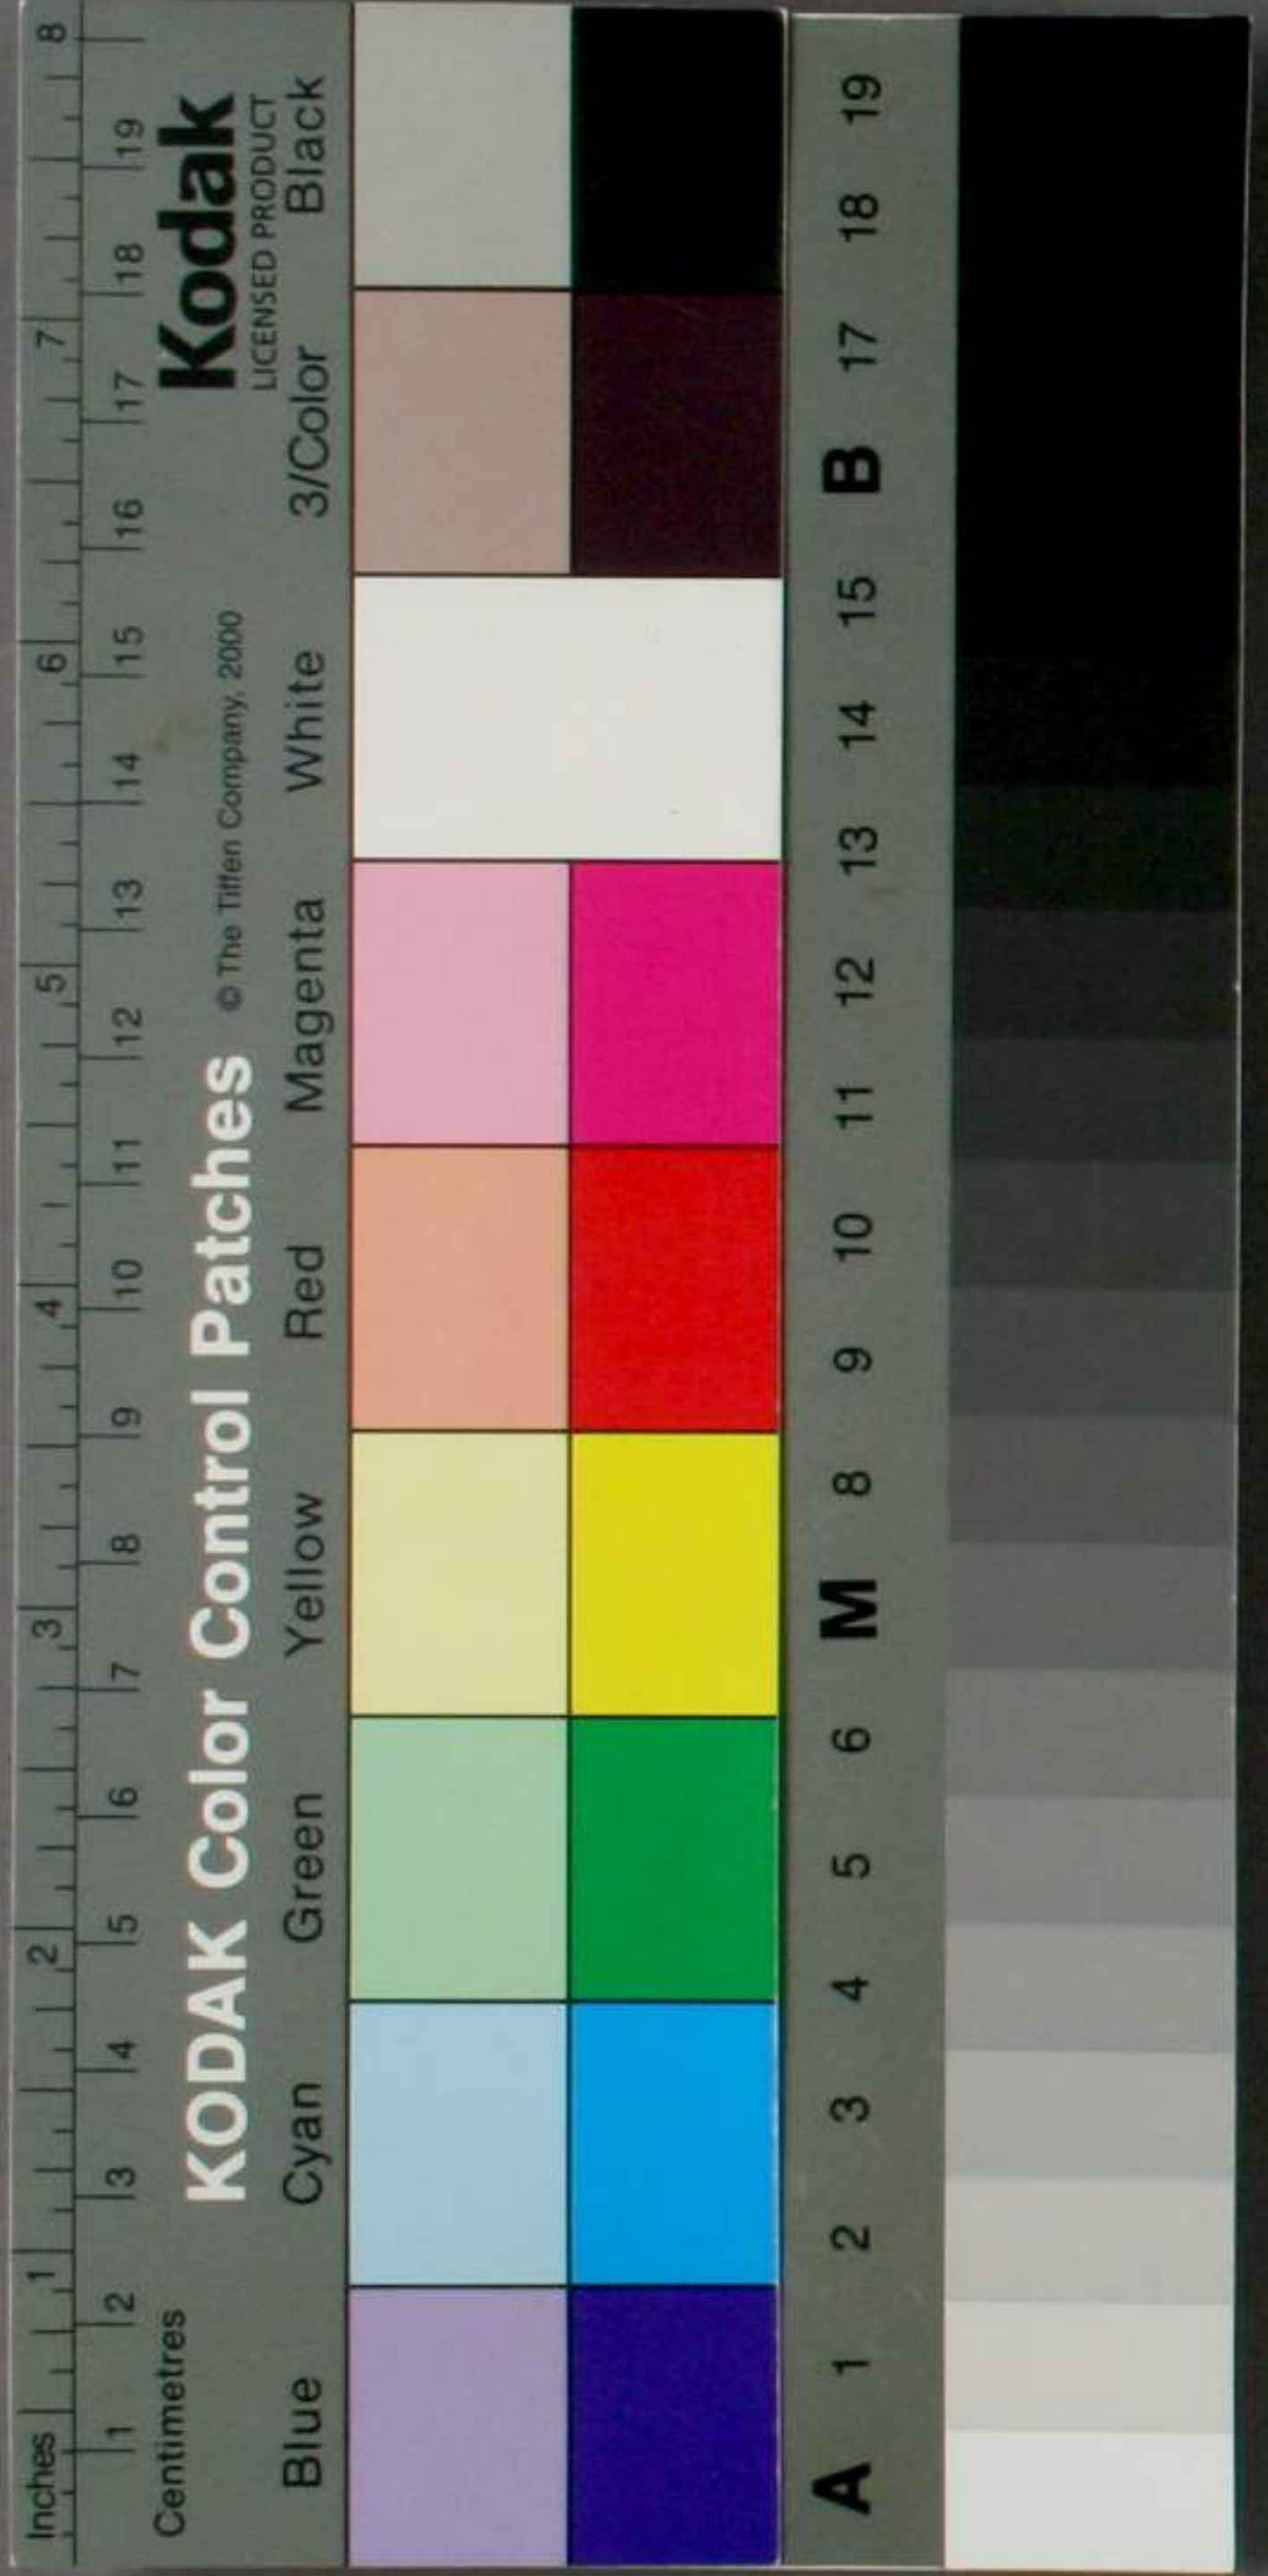 Inches 1 2 3 4 5 6 7 8
1 2 3 4 5 6 7 8 9 10 11 12 13 14 15 16 17 18 19
Centimetres
KODAK Color Control Patches © The Tiffen Company, 2000 Kodak
LICENSED PRODUCT
Blue Cyan Green Yellow Red Magenta White 3/Color Black
A 1 2 3 4 5 6 M 8 9 10 11 12 13 14 15 B 17 18 19